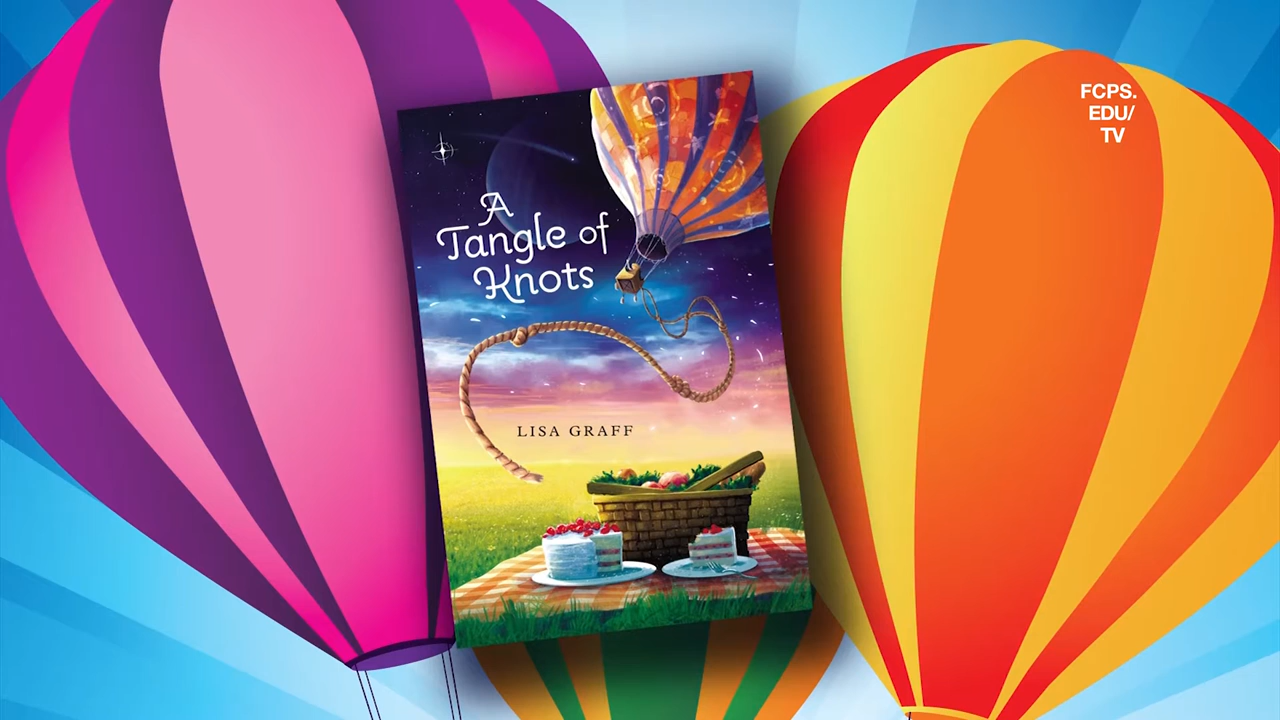 A
Tangle of
Knots
LISA GRAFF
FCPS.
EDU/
TV